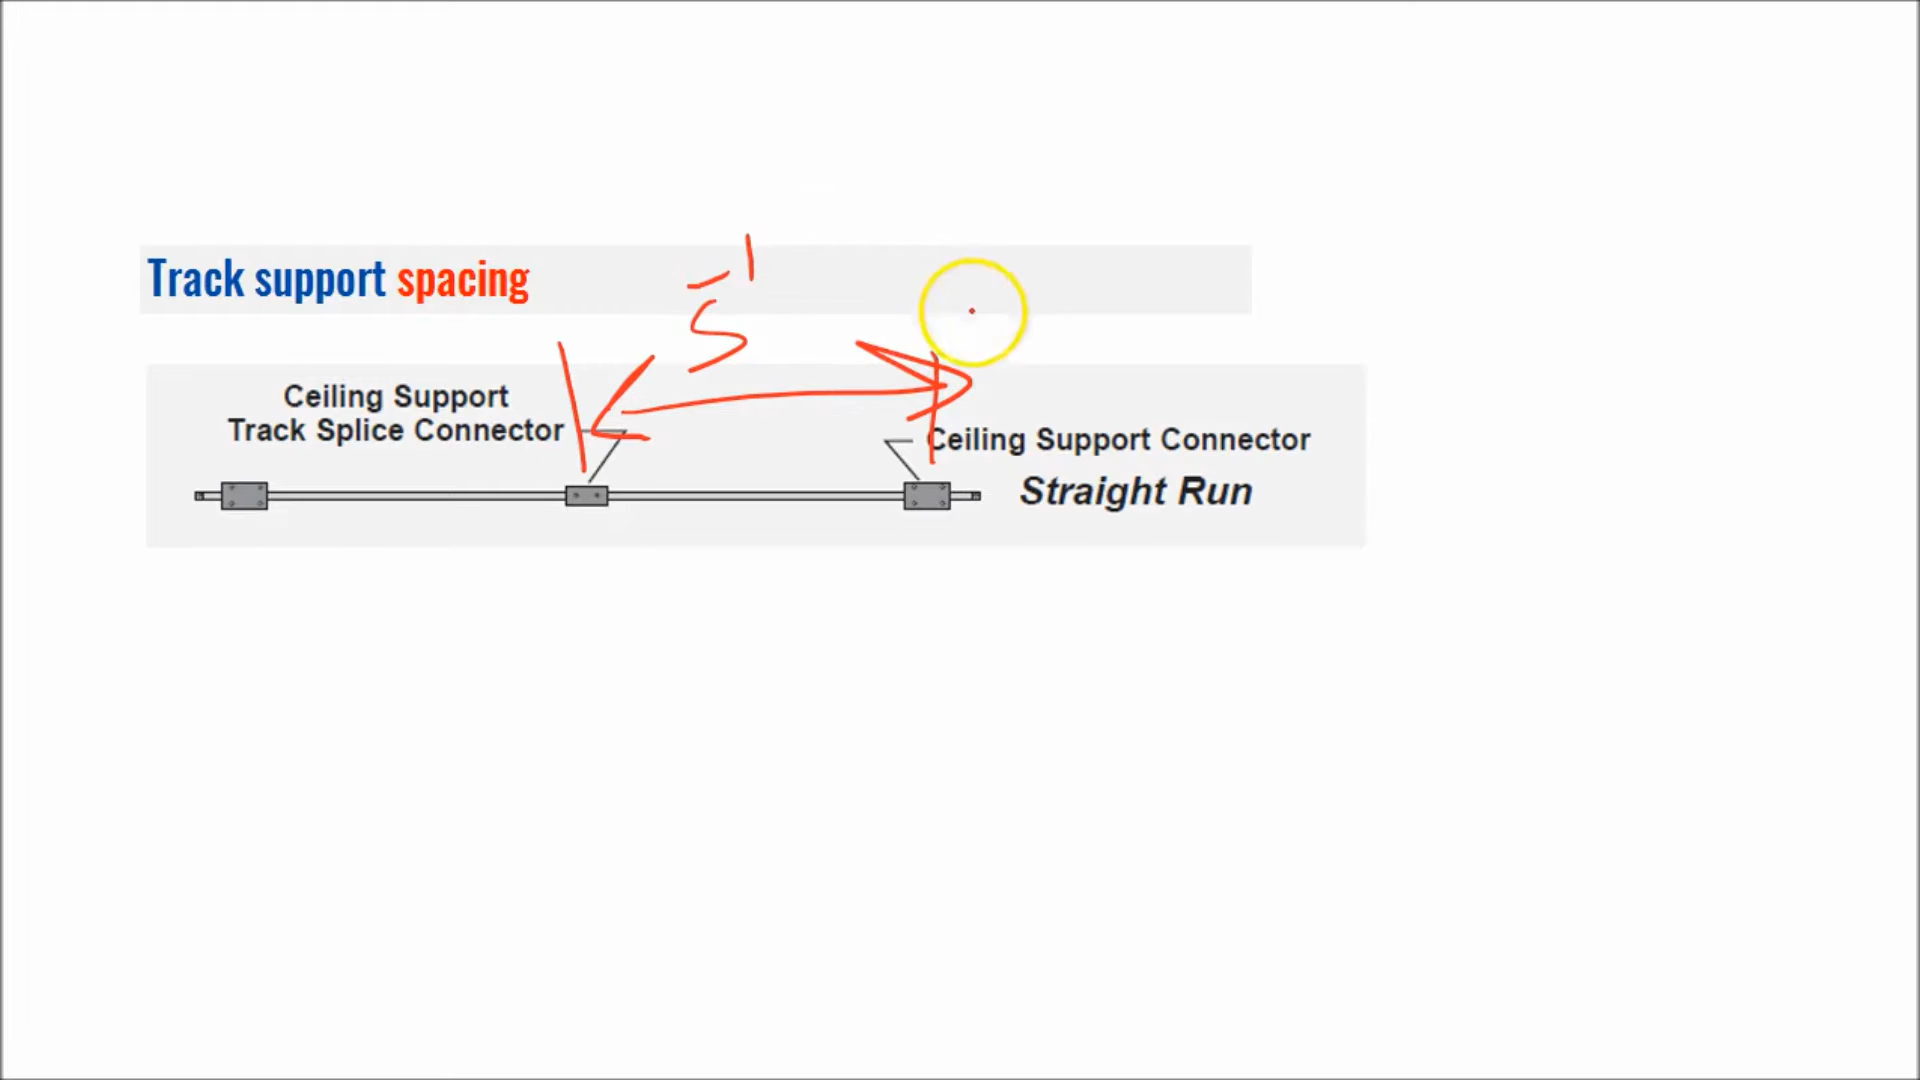 Track support spacing
5'
Ceiling Support
Track Splice Connector
Ceiling Support Connector
Straight Run